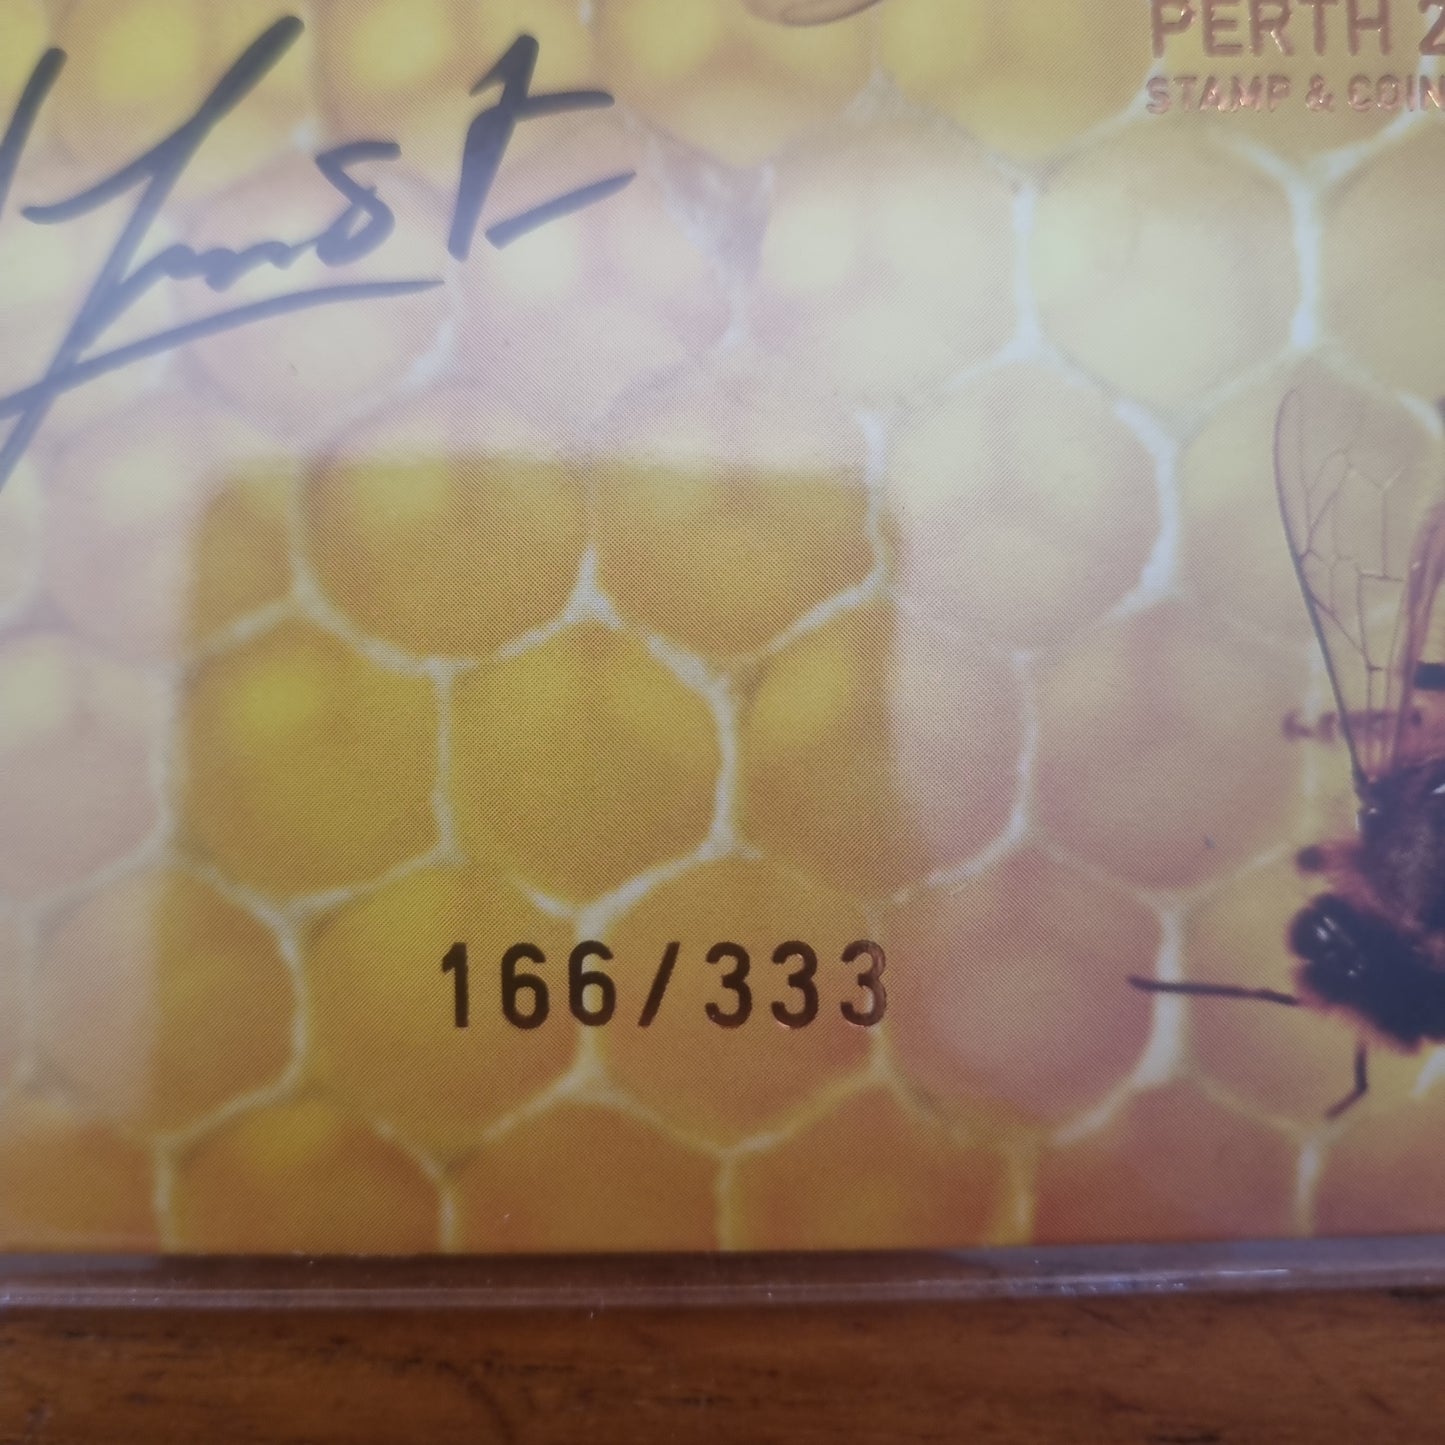 PERTH 2
STAMP & COIN
166/333